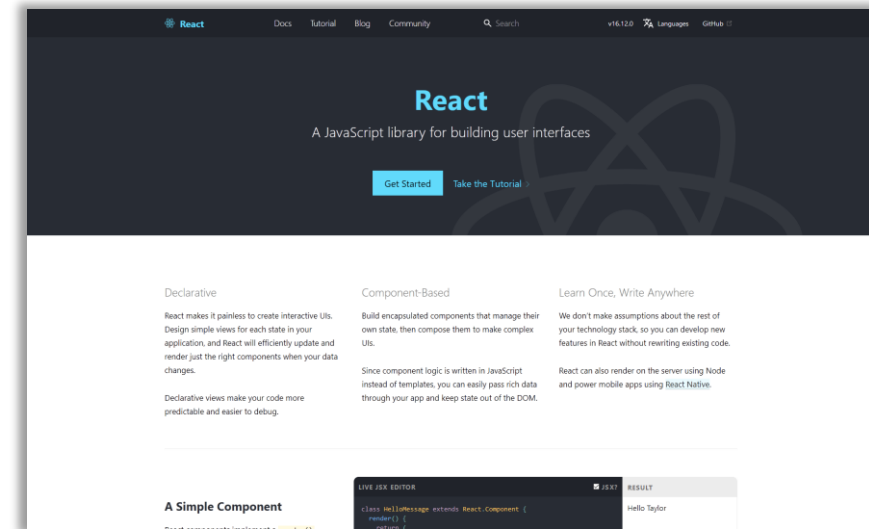 React
Docs Tutorial Blog Community Search v16.12.0 Languages GitHub
React
A JavaScript library for building user interfaces
Get Started Take the Tutorial
Declarative
React makes it painless to create interactive UIs.
Design simple views for each state in your
application, and React will efficiently update and
render just the right components when your data
changes.
Declarative views make your code more
predictable and easier to debug.
Component-Based
Build encapsulated components that manage their
own state, then compose them to make complex
UIs.
Since component logic is written in JavaScript
instead of templates, you can easily pass rich data
through your app and keep state out of the DOM.
Learn Once, Write Anywhere
We don't make assumptions about the rest of
your technology stack, so you can develop new
features in React without rewriting existing code.
React can also render on the server using Node
and power mobile apps using React Native.
A Simple Component
LIVE JSX EDITOR JSX?
class HelloMessage extends React.Component {
render() {
RESULT
Hello Taylor